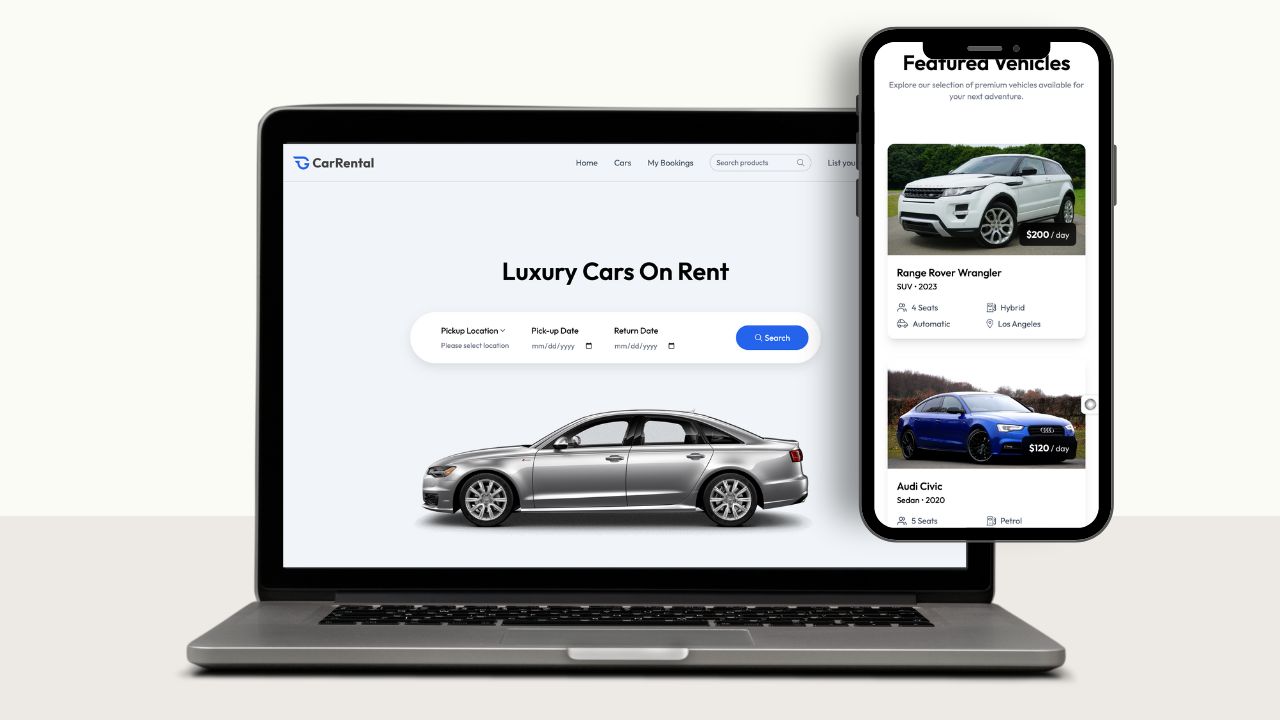 CarRental
Home
Cars
My Bookings
Search products
List you
Luxury Cars On Rent
Pickup Location
Pick-up Date
Return Date
Please select location
mm/dd/yyyy
mm/dd/yyyy
Search
Featured Vehicles
Explore our selection of premium vehicles available for
your next adventure.
$200 / day
Range Rover Wrangler
SUV • 2023
4 Seats
Hybrid
Automatic
Los Angeles
$120 / day
Audi Civic
Sedan • 2020
5 Seats
Petrol